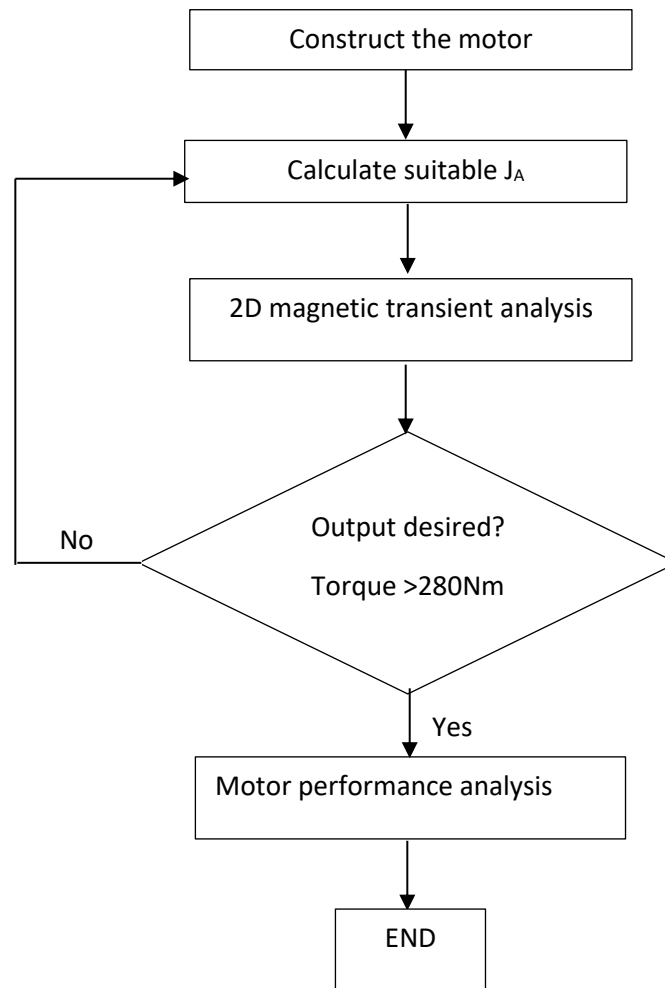 Construct the motor
Calculate suitable JA
2D magnetic transient analysis
Output desired?
No
Torque >280Nm
Yes
Motor performance analysis
END